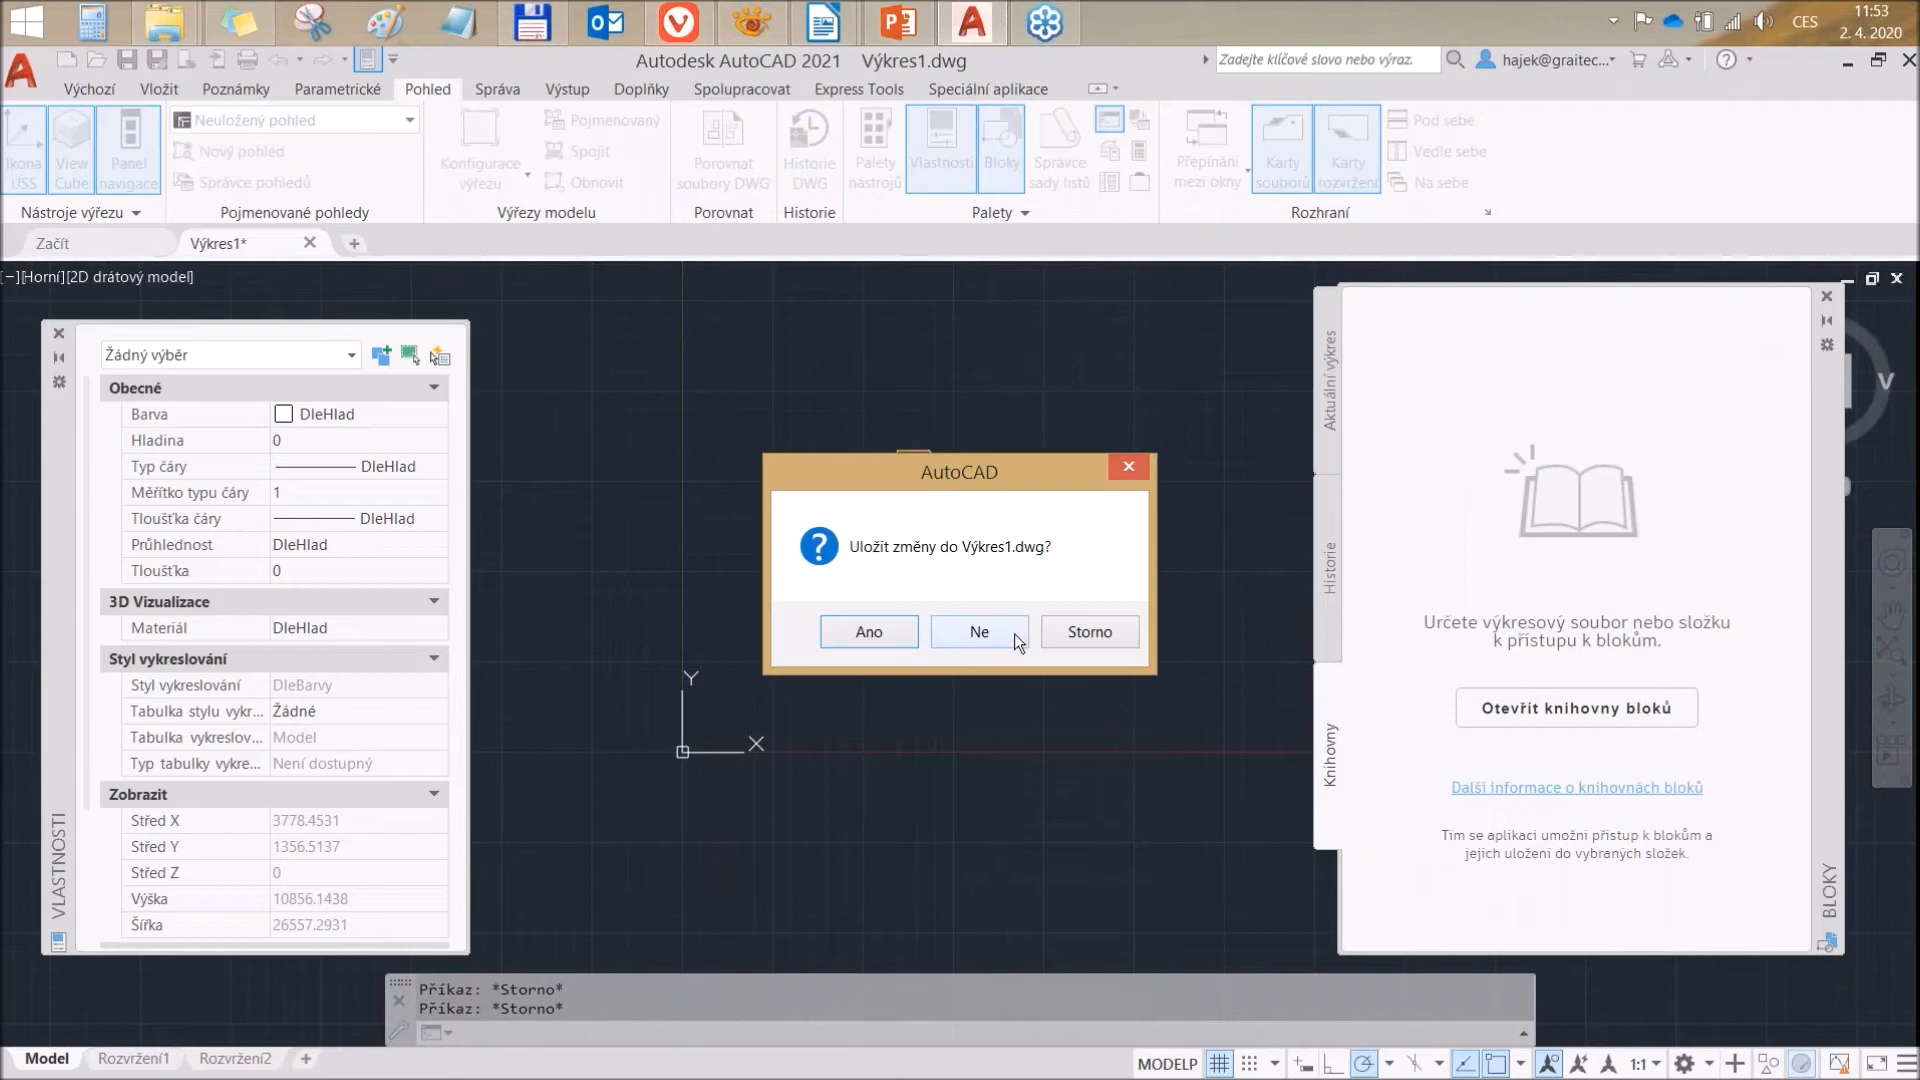 CES
11:53
2. 4. 2020
Autodesk AutoCAD 2021 Výkres1.dwg
Zadejte klíčové slovo nebo výraz.
hajek@graitec...
Výchozí
Vložit
Poznámky
Parametrické
Pohled
Správa
Výstup
Doplňky
Spolupracovat
Express Tools
Speciální aplikace
Ikona
USS
View
Cube
Panel
navigace
Nástroje výřezu
Neuložený pohled
Nový pohled
Správce pohledů
Pojmenované pohledy
Konfigurace
výřezu
Pojmenovaný
Spojit
Obnovit
Výřezy modelu
Porovnat
soubory DWG
Porovnat
Historie
DWG
Historie
Palety
nástrojů
Vlastnosti
Bloky
Správce
sady listů
Palety
Přepínání
mezi okny
Karty
souborů
Karty
rozvržení
Pod sebe
Vedle sebe
Na sebe
Rozhraní
Začít
Výkres1*
[−][Horní][2D drátový model]
Žádný výběr
Obecné
Barva DleHlad
Hladina 0
Typ čáry DleHlad
Měřítko typu čáry 1
Tloušťka čáry DleHlad
Průhlednost DleHlad
Tloušťka 0
3D Vizualizace
Materiál DleHlad
Styl vykreslování
Styl vykreslování DleBarvy
Tabulka stylu vykr... Žádné
Tabulka vykreslov... Model
Typ tabulky vykre... Není dostupný
Zobrazit
Střed X 3778.4531
Střed Y 1356.5137
Střed Z 0
Výška 10856.1438
Šířka 26557.2931
VLASTNOSTI
AutoCAD
Uložit změny do Výkres1.dwg?
Ano
Ne
Storno
Y
X
Aktuální výkres
Historie
Knihovny
Určete výkresový soubor nebo složku
k přístupu k blokům.
Otevřít knihovny bloků
Další informace o knihovnách bloků
Tím se aplikaci umožní přístup k blokům a
jejich uložení do vybraných složek.
BLOKY
V
Příkaz: *Storno*
Příkaz: *Storno*
Model
Rozvržení1
Rozvržení2
MODELP
1:1